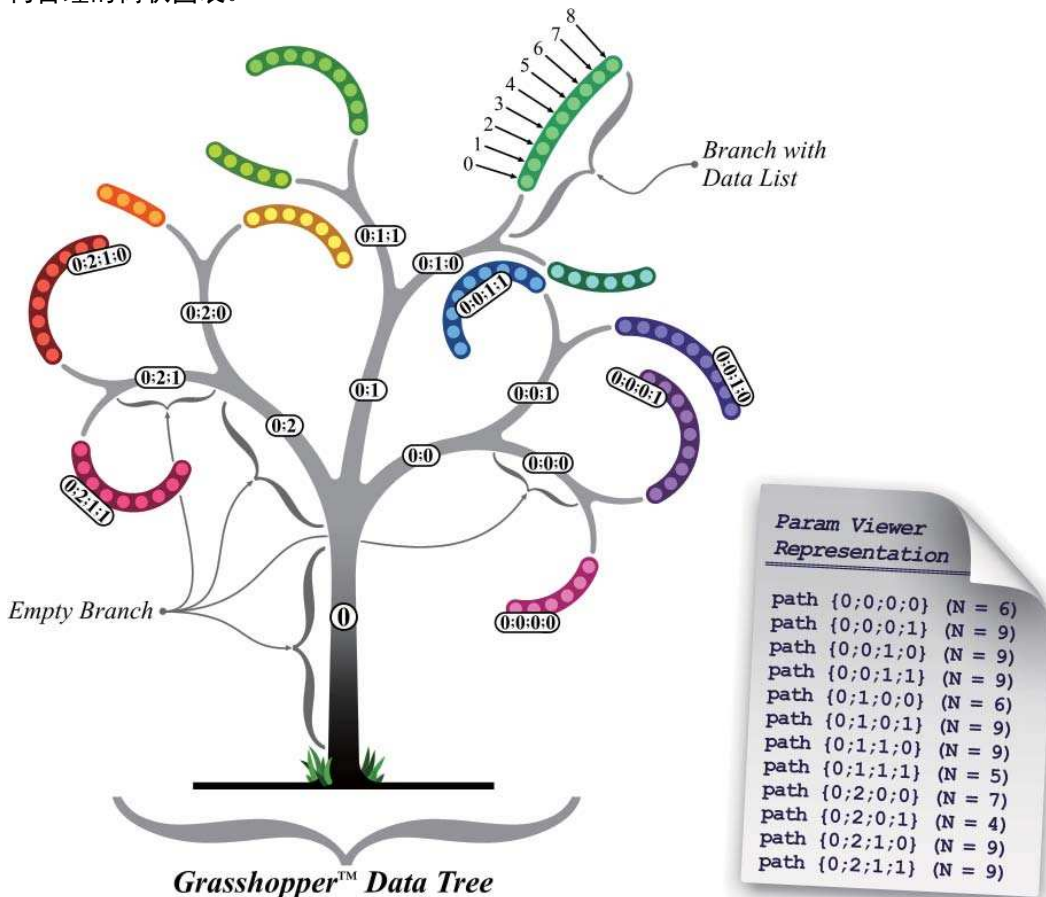 8
7
6
5
4
3
2
1
0
Branch with
Data List
0;1;1
0;1;0
0;2;1;0
0;0;1;1
0;2;0
0;0;1;0
0;0;0;1
0;2;1
0;1
0;0;1
0;2
0;0
0;0;0
0;2;1;1
Empty Branch
0
0;0;0;0
Grasshopper™ Data Tree
Param Viewer
Representation
path {0;0;0;0} (N = 6)
path {0;0;0;1} (N = 9)
path {0;0;1;0} (N = 9)
path {0;0;1;1} (N = 9)
path {0;1;0;0} (N = 6)
path {0;1;0;1} (N = 9)
path {0;1;1;0} (N = 9)
path {0;1;1;1} (N = 5)
path {0;2;0;0} (N = 7)
path {0;2;0;1} (N = 4)
path {0;2;1;0} (N = 9)
path {0;2;1;1} (N = 9)